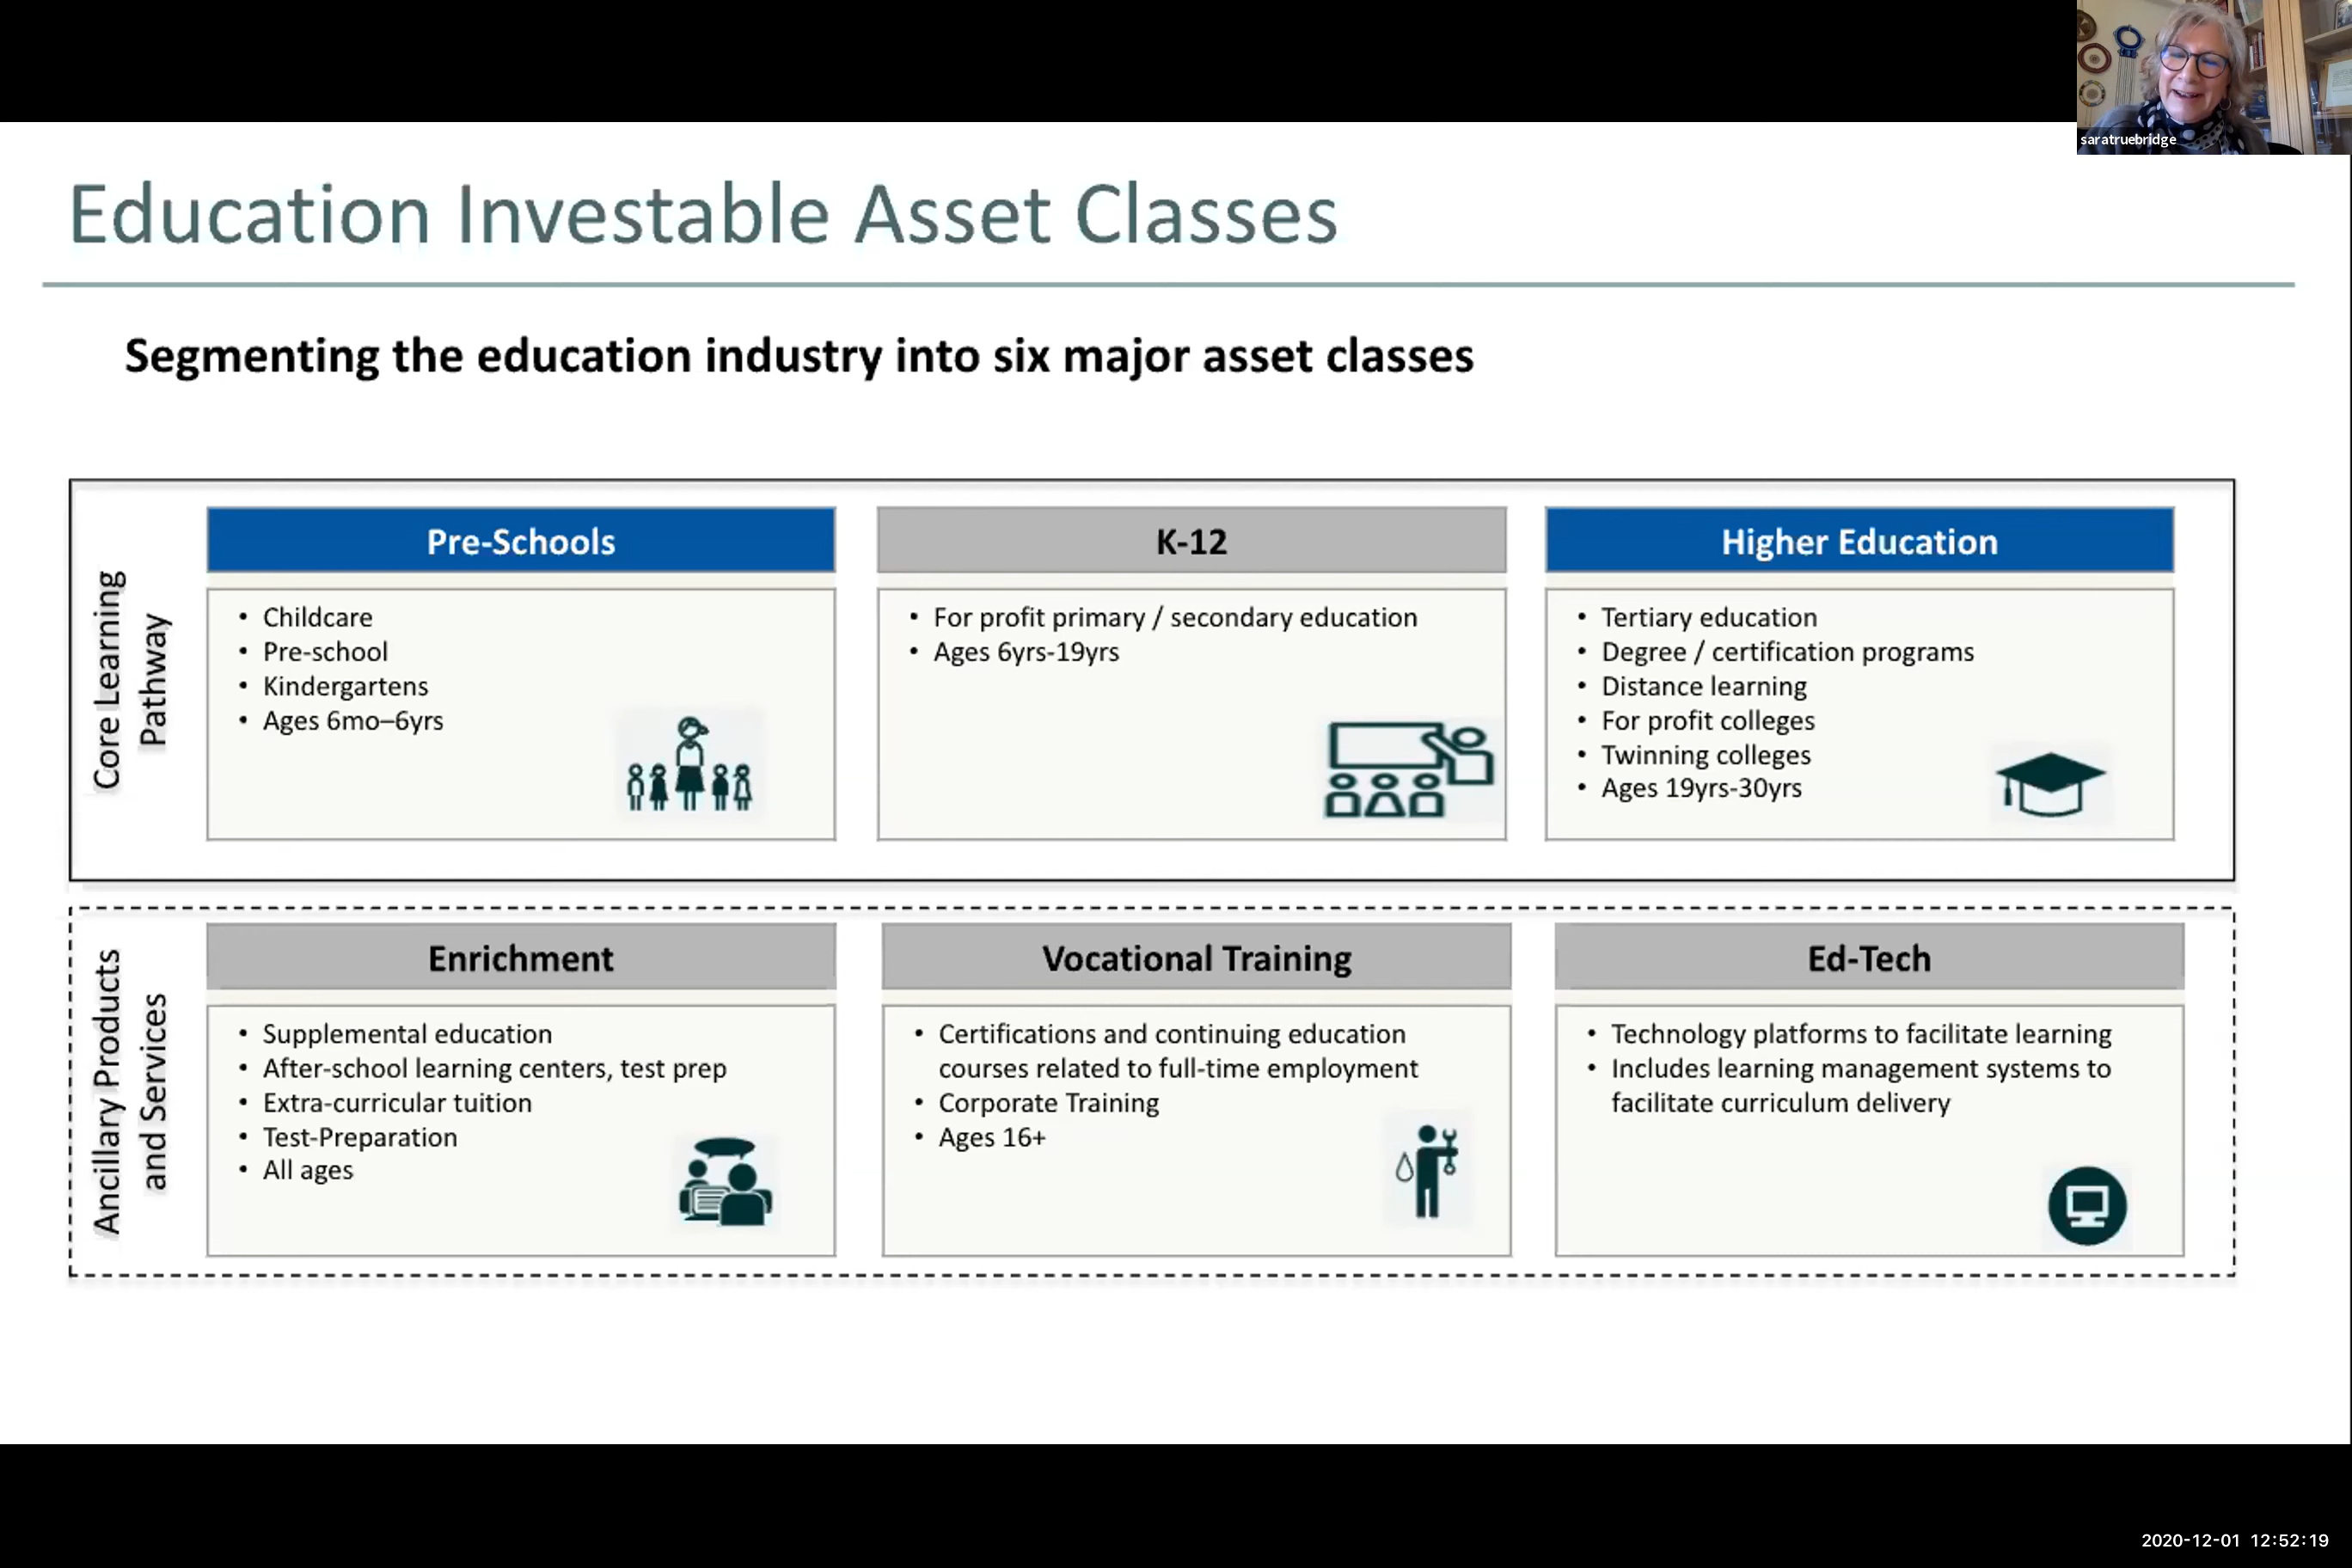 saratruebridge
Education Investable Asset Classes
Segmenting the education industry into six major asset classes
Core Learning
Pathway
Pre-Schools
• Childcare
• Pre-school
• Kindergartens
• Ages 6mo–6yrs
K-12
• For profit primary / secondary education
• Ages 6yrs-19yrs
Higher Education
• Tertiary education
• Degree / certification programs
• Distance learning
• For profit colleges
• Twinning colleges
• Ages 19yrs-30yrs
Ancillary Products
and Services
Enrichment
• Supplemental education
• After-school learning centers, test prep
• Extra-curricular tuition
• Test-Preparation
• All ages
Vocational Training
• Certifications and continuing education
courses related to full-time employment
• Corporate Training
• Ages 16+
Ed-Tech
• Technology platforms to facilitate learning
• Includes learning management systems to
facilitate curriculum delivery
2020-12-01 12:52:19